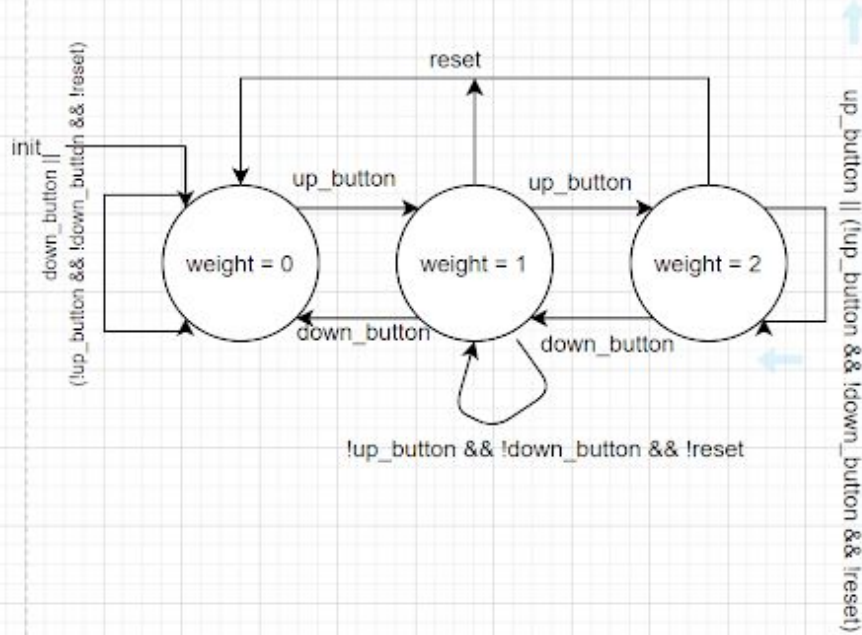 reset
init
down_button ||
(!up_button && !down_button && !reset)
up_button
up_button
weight = 0
weight = 1
weight = 2
down_button
down_button
!up_button && !down_button && !reset
up_button || (!up_button && !down_button && !reset)